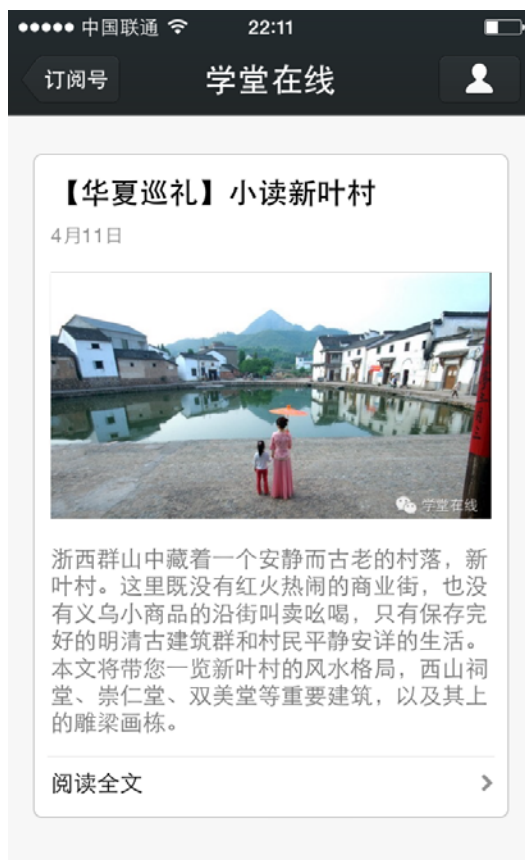 中国联通 22:11
订阅号 学堂在线
【华夏巡礼】小读新叶村
4月11日
学堂在线
浙西群山中藏着一个安静而古老的村落，新
叶村。这里既没有红火热闹的商业街，也没
有义乌小商品的沿街叫卖吆喝，只有保存完
好的明清古建筑群和村民平静安详的生活。
本文将带您一览新叶村的风水格局，西山祠
堂、崇仁堂、双美堂等重要建筑，以及其上
的雕梁画栋。
阅读全文